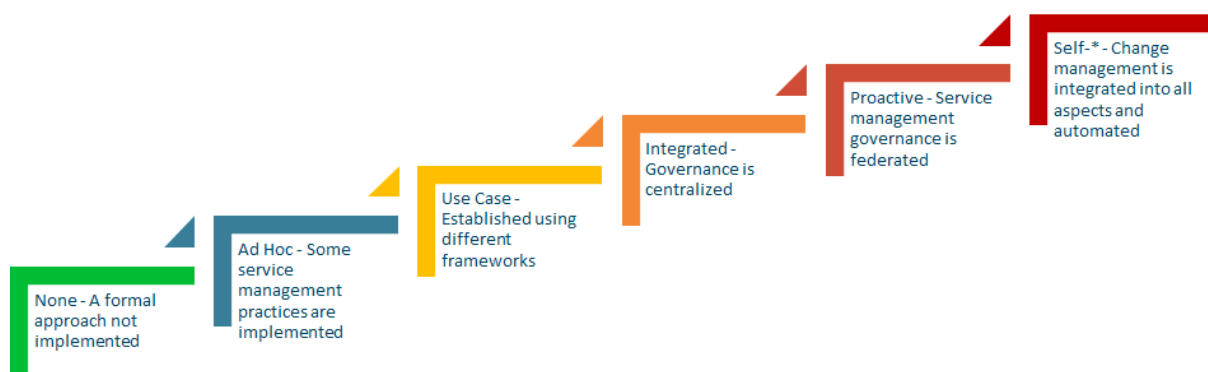 None - A formal
approach not
implemented
Ad Hoc - Some
service
management
practices are
implemented
Use Case -
Established using
different
frameworks
Integrated -
Governance is
centralized
Proactive - Service
management
governance is
federated
Self-* - Change
management is
integrated into all
aspects and
automated